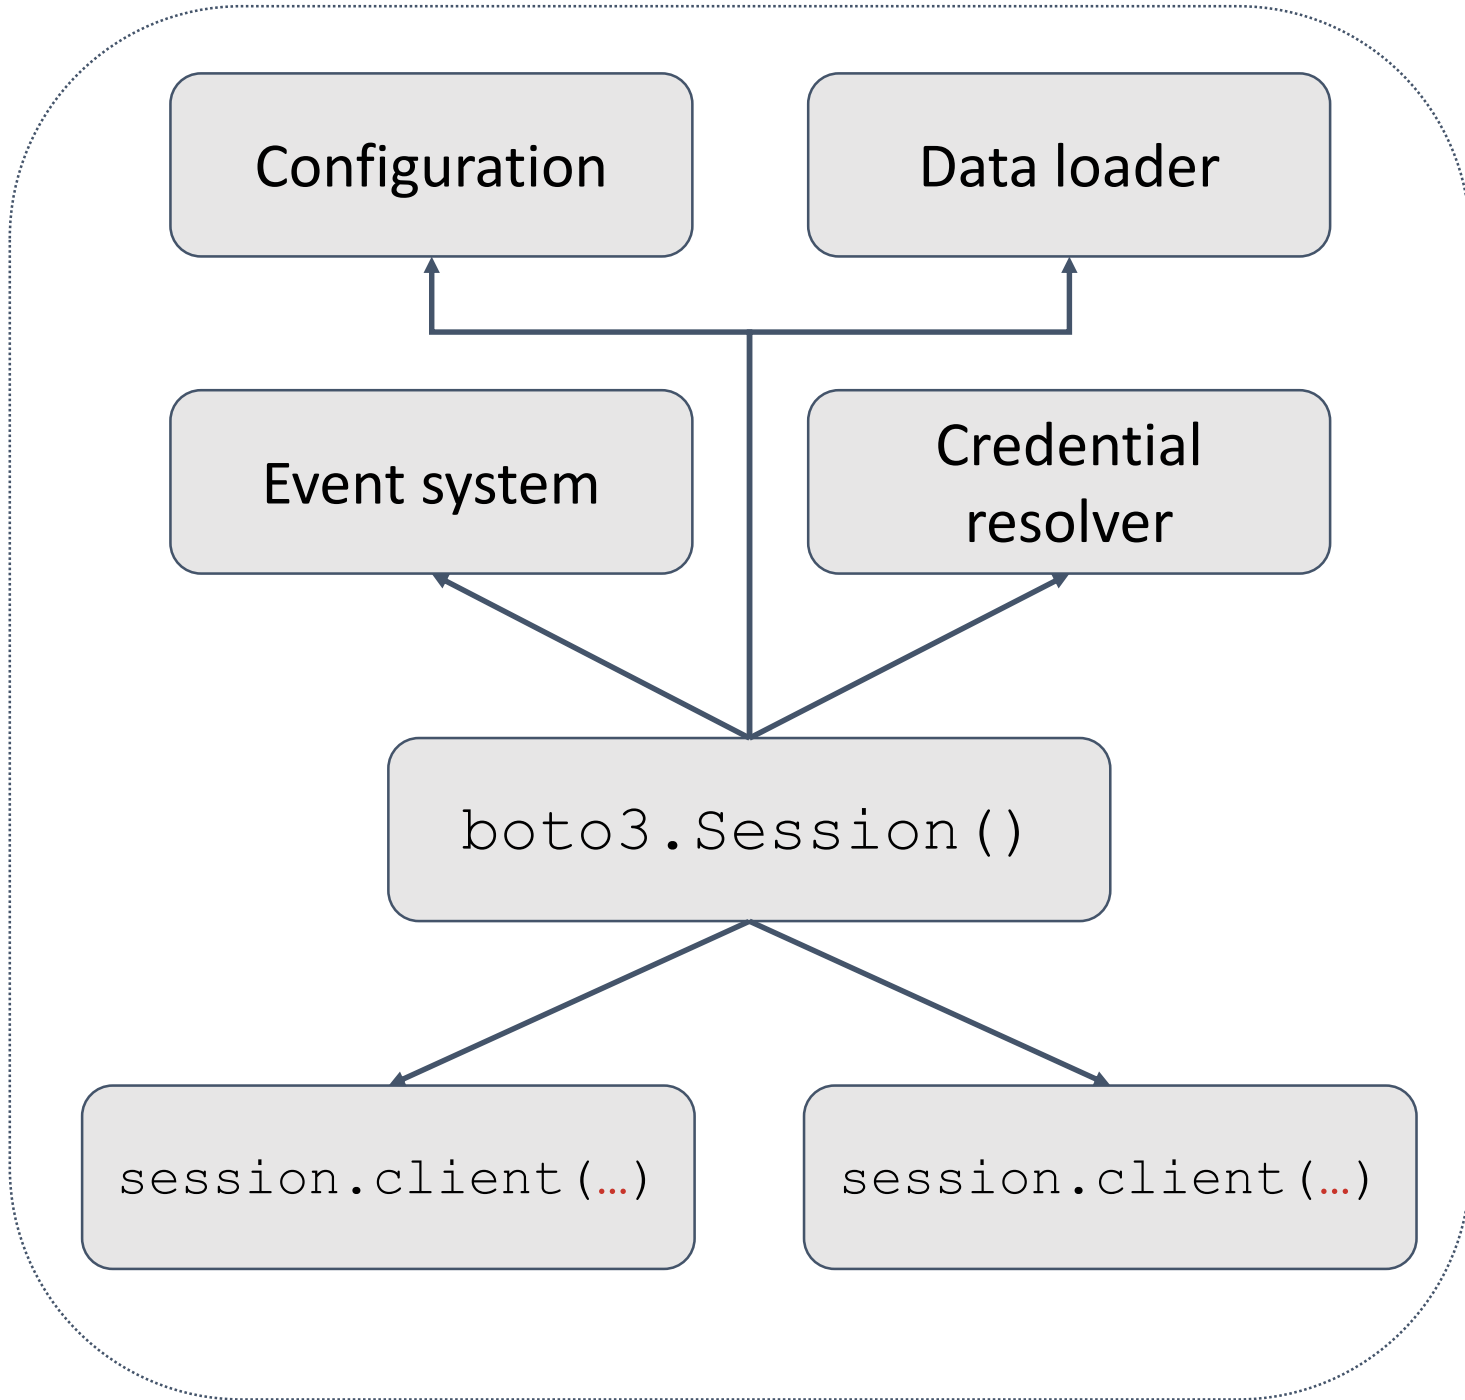 Configuration
Data loader
Event system
Credential
resolver
boto3.Session()
session.client(…)
session.client(…)